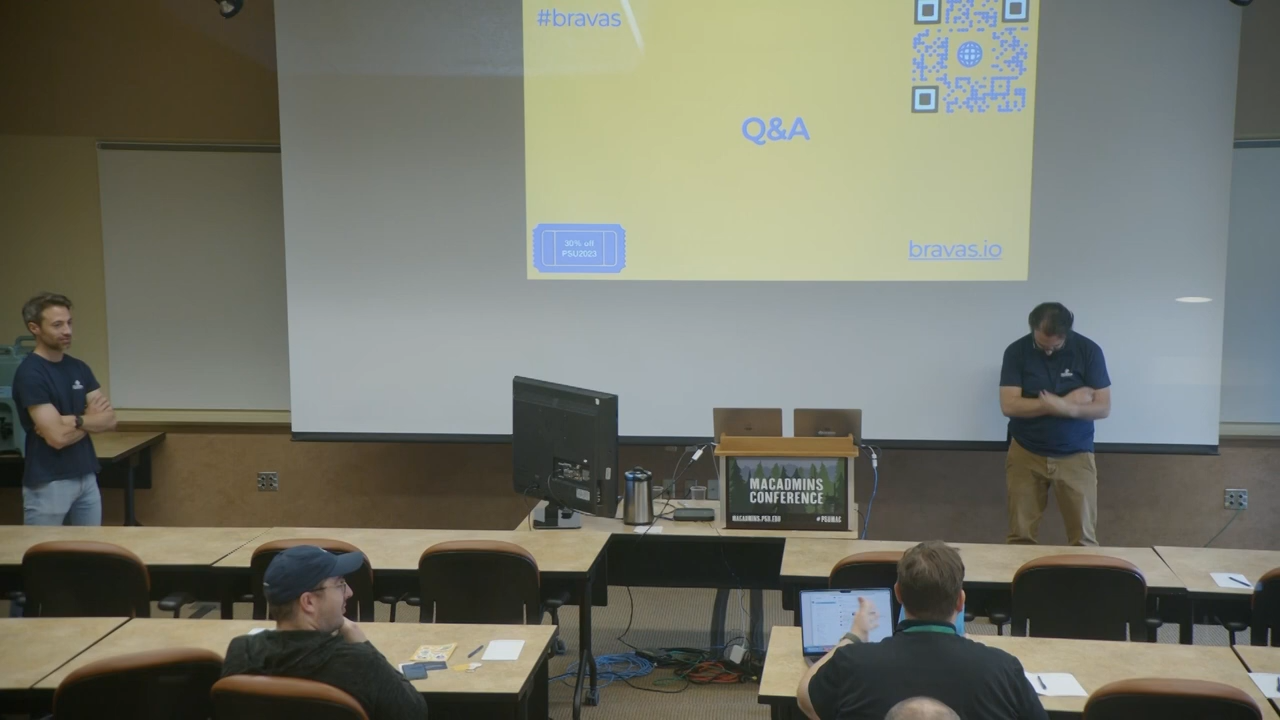 #bravas
Q&A
30% off
PSU2023
bravas.io
MACADMINS
CONFERENCE
MACADMINS.PSU.EDU
#PSUMAC